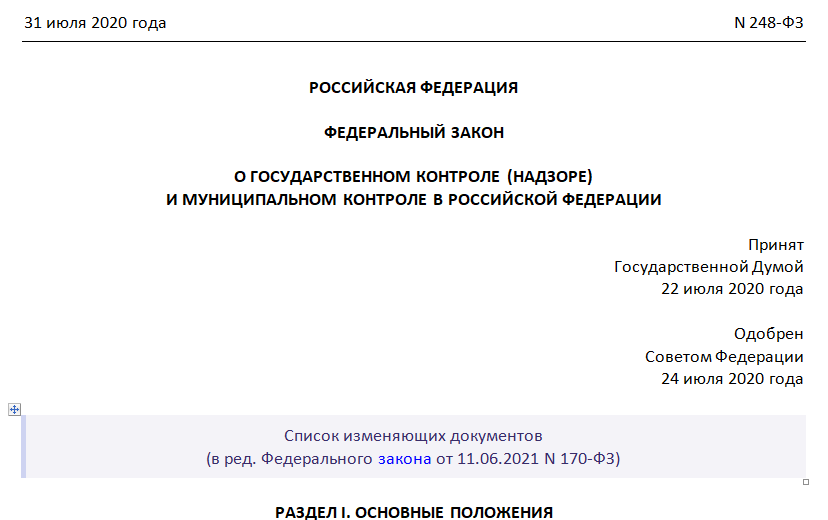 31 июля 2020 года N 248-ФЗ
РОССИЙСКАЯ ФЕДЕРАЦИЯ
ФЕДЕРАЛЬНЫЙ ЗАКОН
О ГОСУДАРСТВЕННОМ КОНТРОЛЕ (НАДЗОРЕ)
И МУНИЦИПАЛЬНОМ КОНТРОЛЕ В РОССИЙСКОЙ ФЕДЕРАЦИИ
Принят
Государственной Думой
22 июля 2020 года
Одобрен
Советом Федерации
24 июля 2020 года
Список изменяющих документов
(в ред. Федерального закона от 11.06.2021 N 170-ФЗ)
РАЗДЕЛ I. ОСНОВНЫЕ ПОЛОЖЕНИЯ